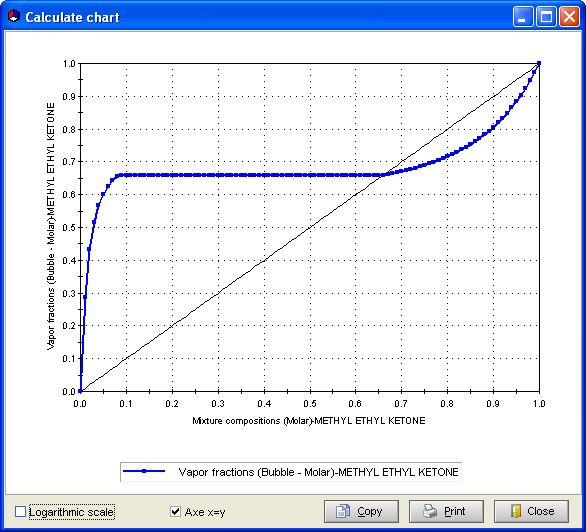 Calculate chart
1.0
0.9
0.8
0.7
0.6
0.5
0.4
0.3
0.2
0.1
0.0
Vapor fractions (Bubble - Molar)-METHYL ETHYL KETONE
0.0 0.1 0.2 0.3 0.4 0.5 0.6 0.7 0.8 0.9 1.0
Mixture compositions (Molar)-METHYL ETHYL KETONE
Vapor fractions (Bubble - Molar)-METHYL ETHYL KETONE
Logarithmic scale Axe x=y Copy Print Close